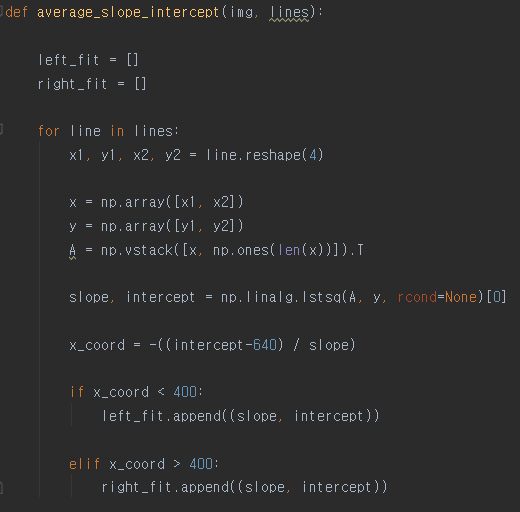 def average_slope_intercept(img, lines):
left_fit = []
right_fit = []
for line in lines:
x1, y1, x2, y2 = line.reshape(4)
x = np.array([x1, x2])
y = np.array([y1, y2])
A = np.vstack([x, np.ones(len(x))]).T
slope, intercept = np.linalg.lstsq(A, y, rcond=None)[0]
x_coord = -((intercept-640) / slope)
if x_coord < 400:
left_fit.append((slope, intercept))
elif x_coord > 400:
right_fit.append((slope, intercept))